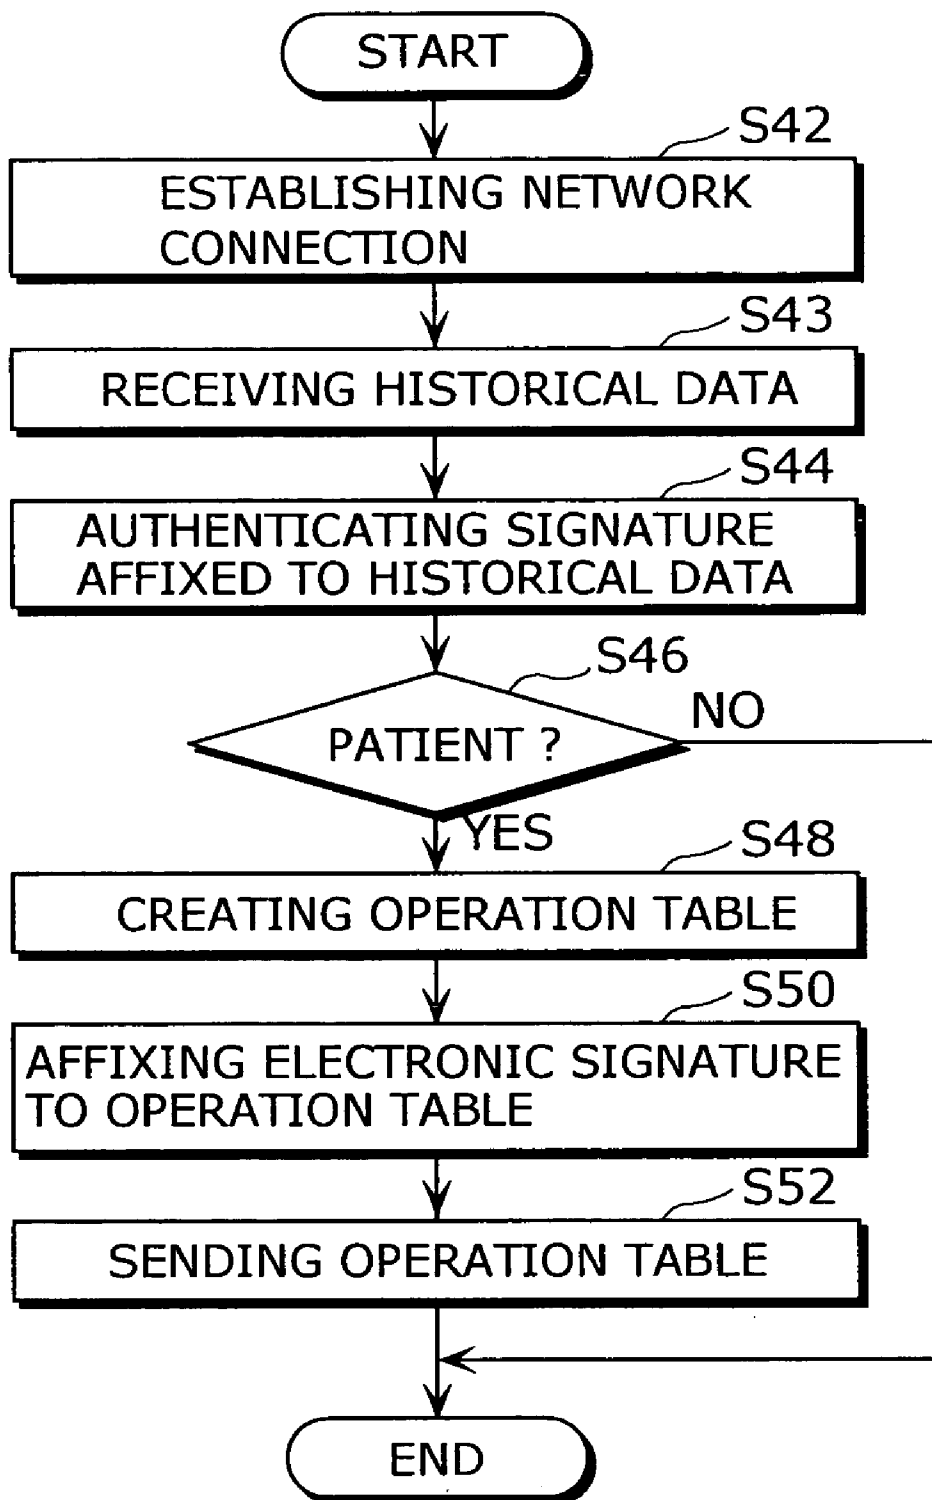 START
S42
ESTABLISHING NETWORK
CONNECTION
S43
RECEIVING HISTORICAL DATA
S44
AUTHENTICATING SIGNATURE
AFFIXED TO HISTORICAL DATA
S46
PATIENT ?
NO
YES
S48
CREATING OPERATION TABLE
S50
AFFIXING ELECTRONIC SIGNATURE
TO OPERATION TABLE
S52
SENDING OPERATION TABLE
END